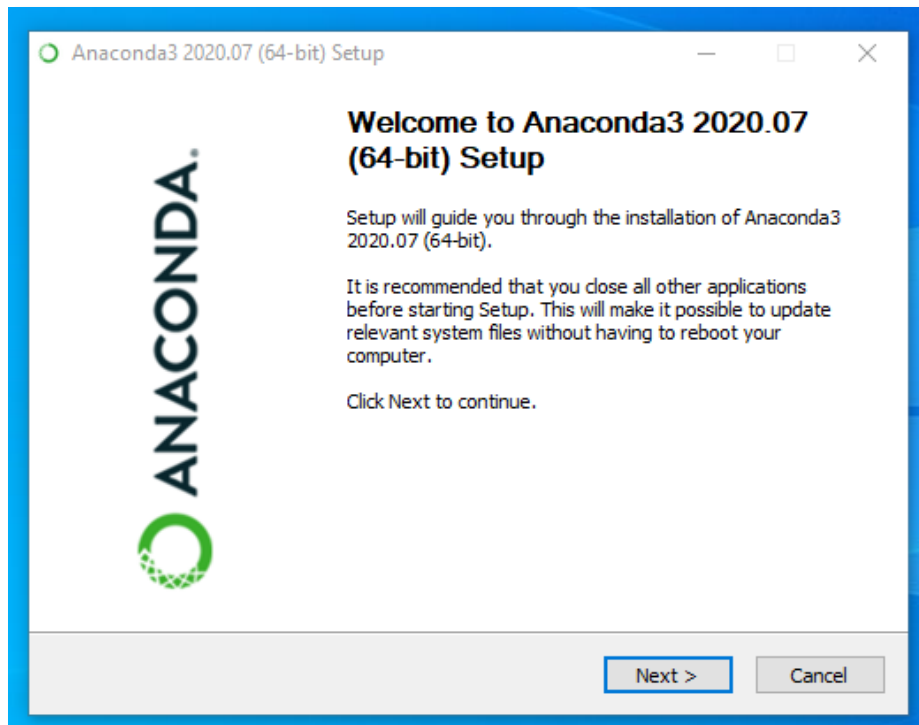 Anaconda3 2020.07 (64-bit) Setup
Welcome to Anaconda3 2020.07
(64-bit) Setup
Setup will guide you through the installation of Anaconda3
2020.07 (64-bit).
It is recommended that you close all other applications
before starting Setup. This will make it possible to update
relevant system files without having to reboot your
computer.
Click Next to continue.
ANACONDA.
Next >
Cancel